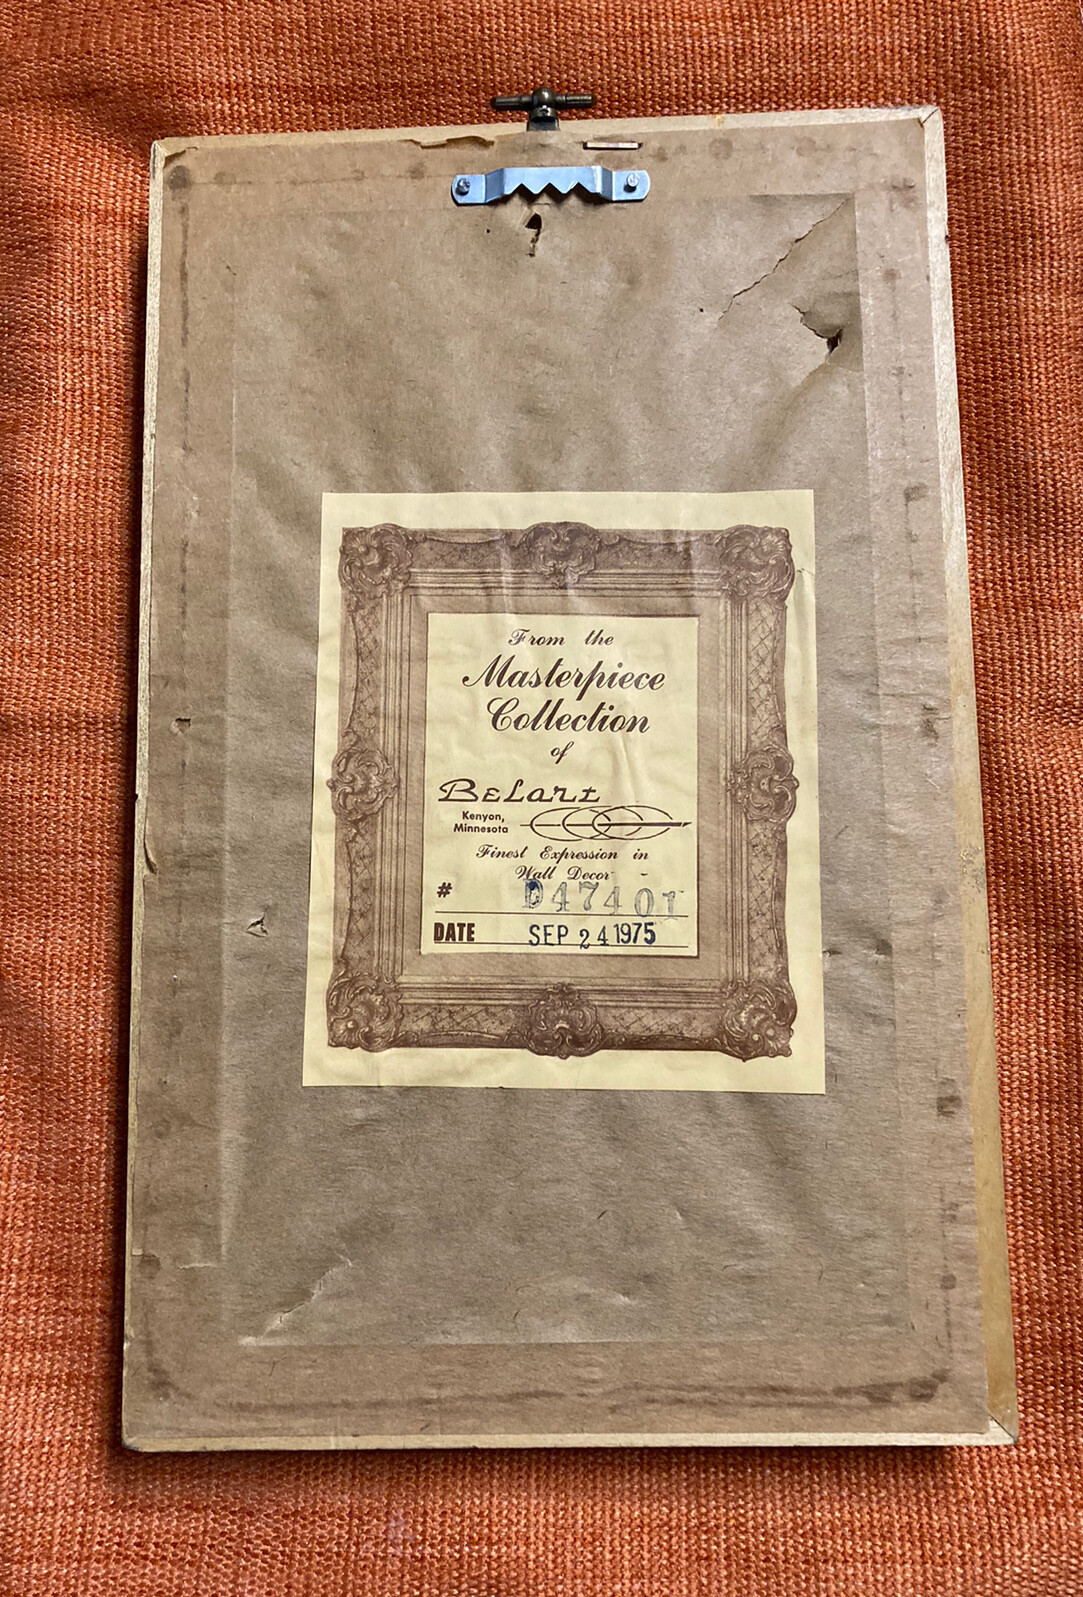 From the
Masterpiece
Collection
of
BELART
Kenyon,
Minnesota
Finest Expression in
Wall Decor
# D47401
DATE SEP 24 1975